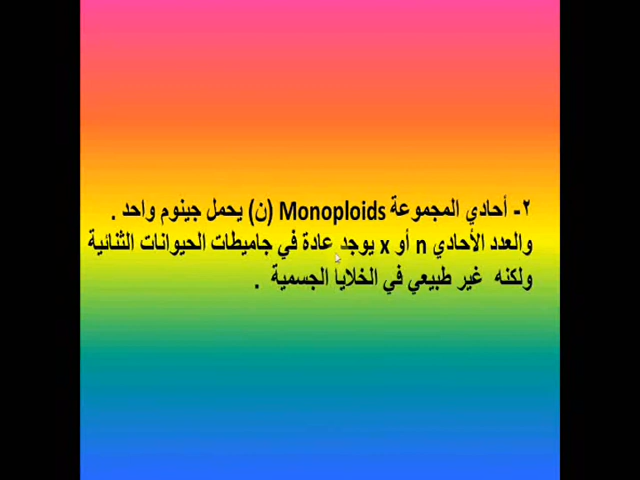 ٢- أحادي المجموعة Monoploids (ن) يحمل جينوم واحد .
والعدد الأحادي n أو x يوجد عادة في جاميطات الحيوانات الثنائية
ولكنه غير طبيعي في الخلايا الجسمية .